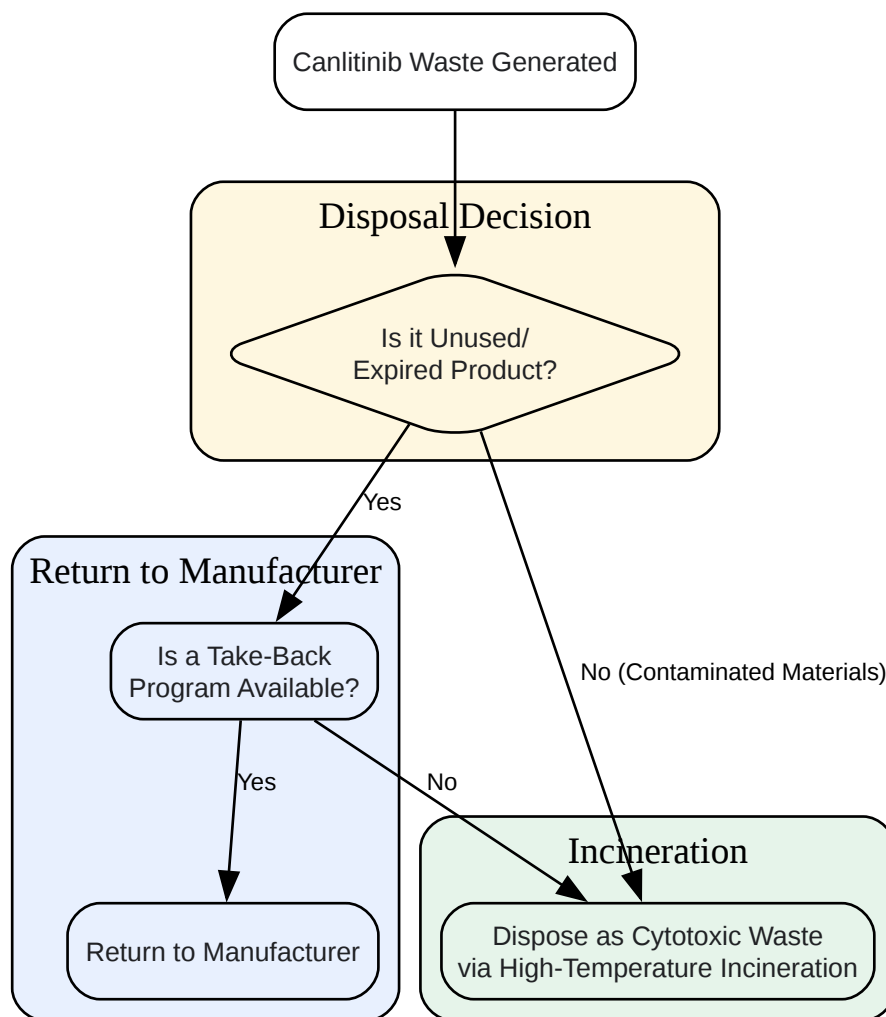 Canlitinib Waste Generated
Disposal Decision
Is it Unused/
Expired Product?
Yes
Return to Manufacturer
Is a Take-Back
Program Available?
No (Contaminated Materials)
Yes
No
Incineration
Return to Manufacturer
Dispose as Cytotoxic Waste
via High-Temperature Incineration